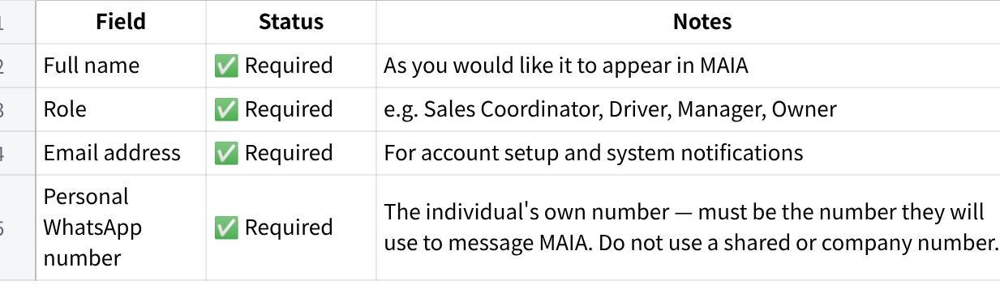 1 Field Status Notes
2 Full name ✅ Required As you would like it to appear in MAIA
3 Role ✅ Required e.g. Sales Coordinator, Driver, Manager, Owner
4 Email address ✅ Required For account setup and system notifications
5 Personal
WhatsApp
number
✅ Required
The individual's own number — must be the number they will
use to message MAIA. Do not use a shared or company number.